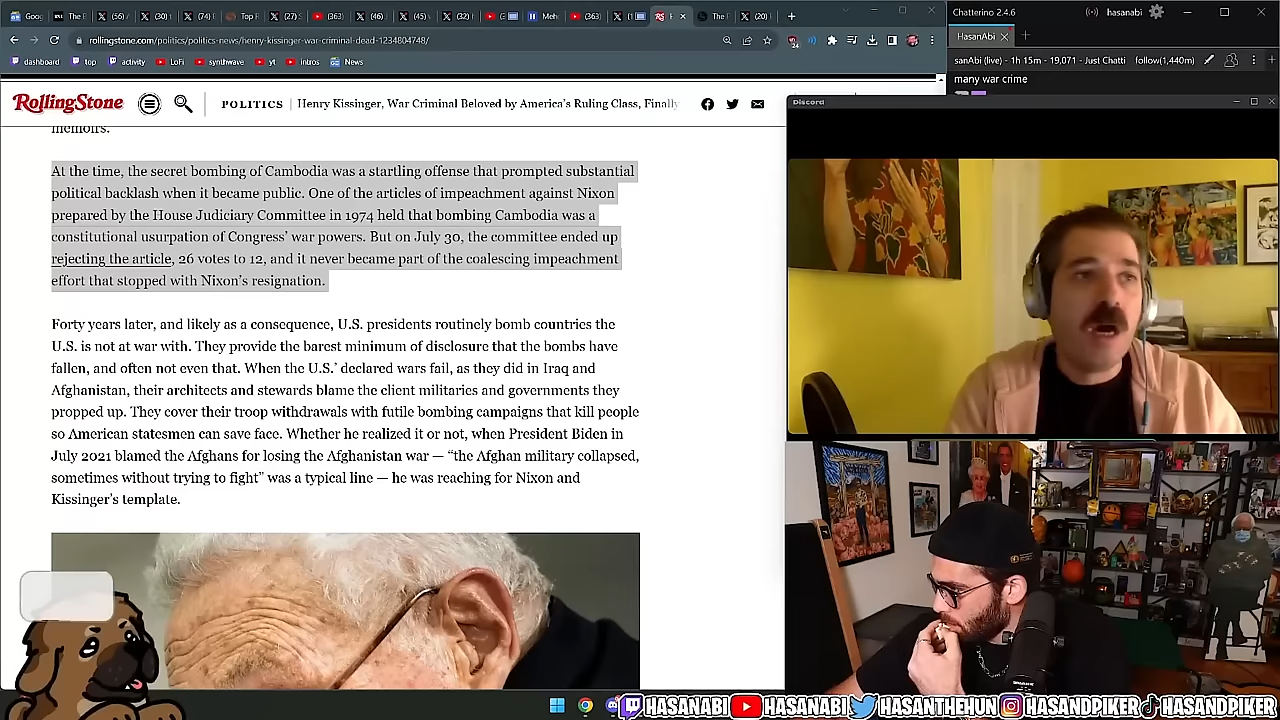 rollingstone.com/politics/politics-news/henry-kissinger-war-criminal-dead-1234804748/
dashboard top activity LoFi synthwave yt intros News
Chatterino 2.4.6 hasanabi
HasanAbi
sanAbi (live) - 1h 15m - 19,071 - Just Chatti follow(1,440m)
many war crime
Discord
RollingStone POLITICS Henry Kissinger, War Criminal Beloved by America's Ruling Class, Finally
memoirs.
At the time, the secret bombing of Cambodia was a startling offense that prompted substantial
political backlash when it became public. One of the articles of impeachment against Nixon
prepared by the House Judiciary Committee in 1974 held that bombing Cambodia was a
constitutional usurpation of Congress' war powers. But on July 30, the committee ended up
rejecting the article, 26 votes to 12, and it never became part of the coalescing impeachment
effort that stopped with Nixon's resignation.
Forty years later, and likely as a consequence, U.S. presidents routinely bomb countries the
U.S. is not at war with. They provide the barest minimum of disclosure that the bombs have
fallen, and often not even that. When the U.S.' declared wars fail, as they did in Iraq and
Afghanistan, their architects and stewards blame the client militaries and governments they
propped up. They cover their troop withdrawals with futile bombing campaigns that kill people
so American statesmen can save face. Whether he realized it or not, when President Biden in
July 2021 blamed the Afghans for losing the Afghanistan war — “the Afghan military collapsed,
sometimes without trying to fight” was a typical line — he was reaching for Nixon and
Kissinger's template.
HASANABI HASANABI HASANTHEHUN HASANDPIKER HASANDPIKER